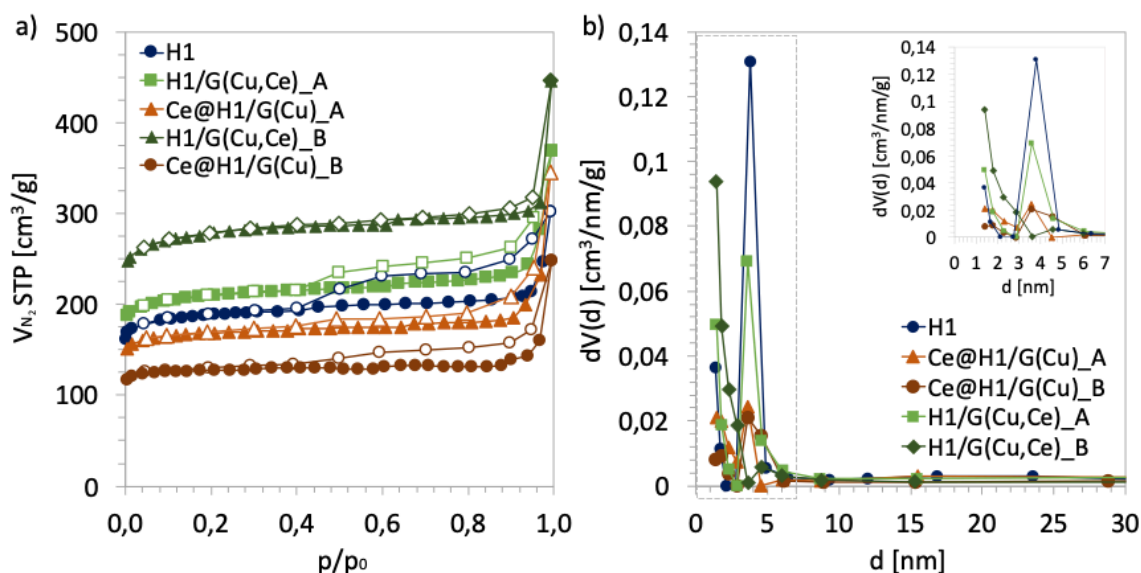 a)
500
400
300
200
100
0
V_N₂ STP [cm³/g]
H1
H1/G(Cu,Ce)_A
Ce@H1/G(Cu)_A
H1/G(Cu,Ce)_B
Ce@H1/G(Cu)_B
0,0 0,2 0,4 0,6 0,8 1,0
p/p₀
b)
0,14
0,12
0,1
0,08
0,06
0,04
0,02
0
dV(d) [cm³/nm/g]
0,14
0,12
0,1
0,08
0,06
0,04
0,02
0
dV(d) [cm³/nm/g]
0 1 2 3 4 5 6 7
d [nm]
H1
Ce@H1/G(Cu)_A
Ce@H1/G(Cu)_B
H1/G(Cu,Ce)_A
H1/G(Cu,Ce)_B
0 5 10 15 20 25 30
d [nm]